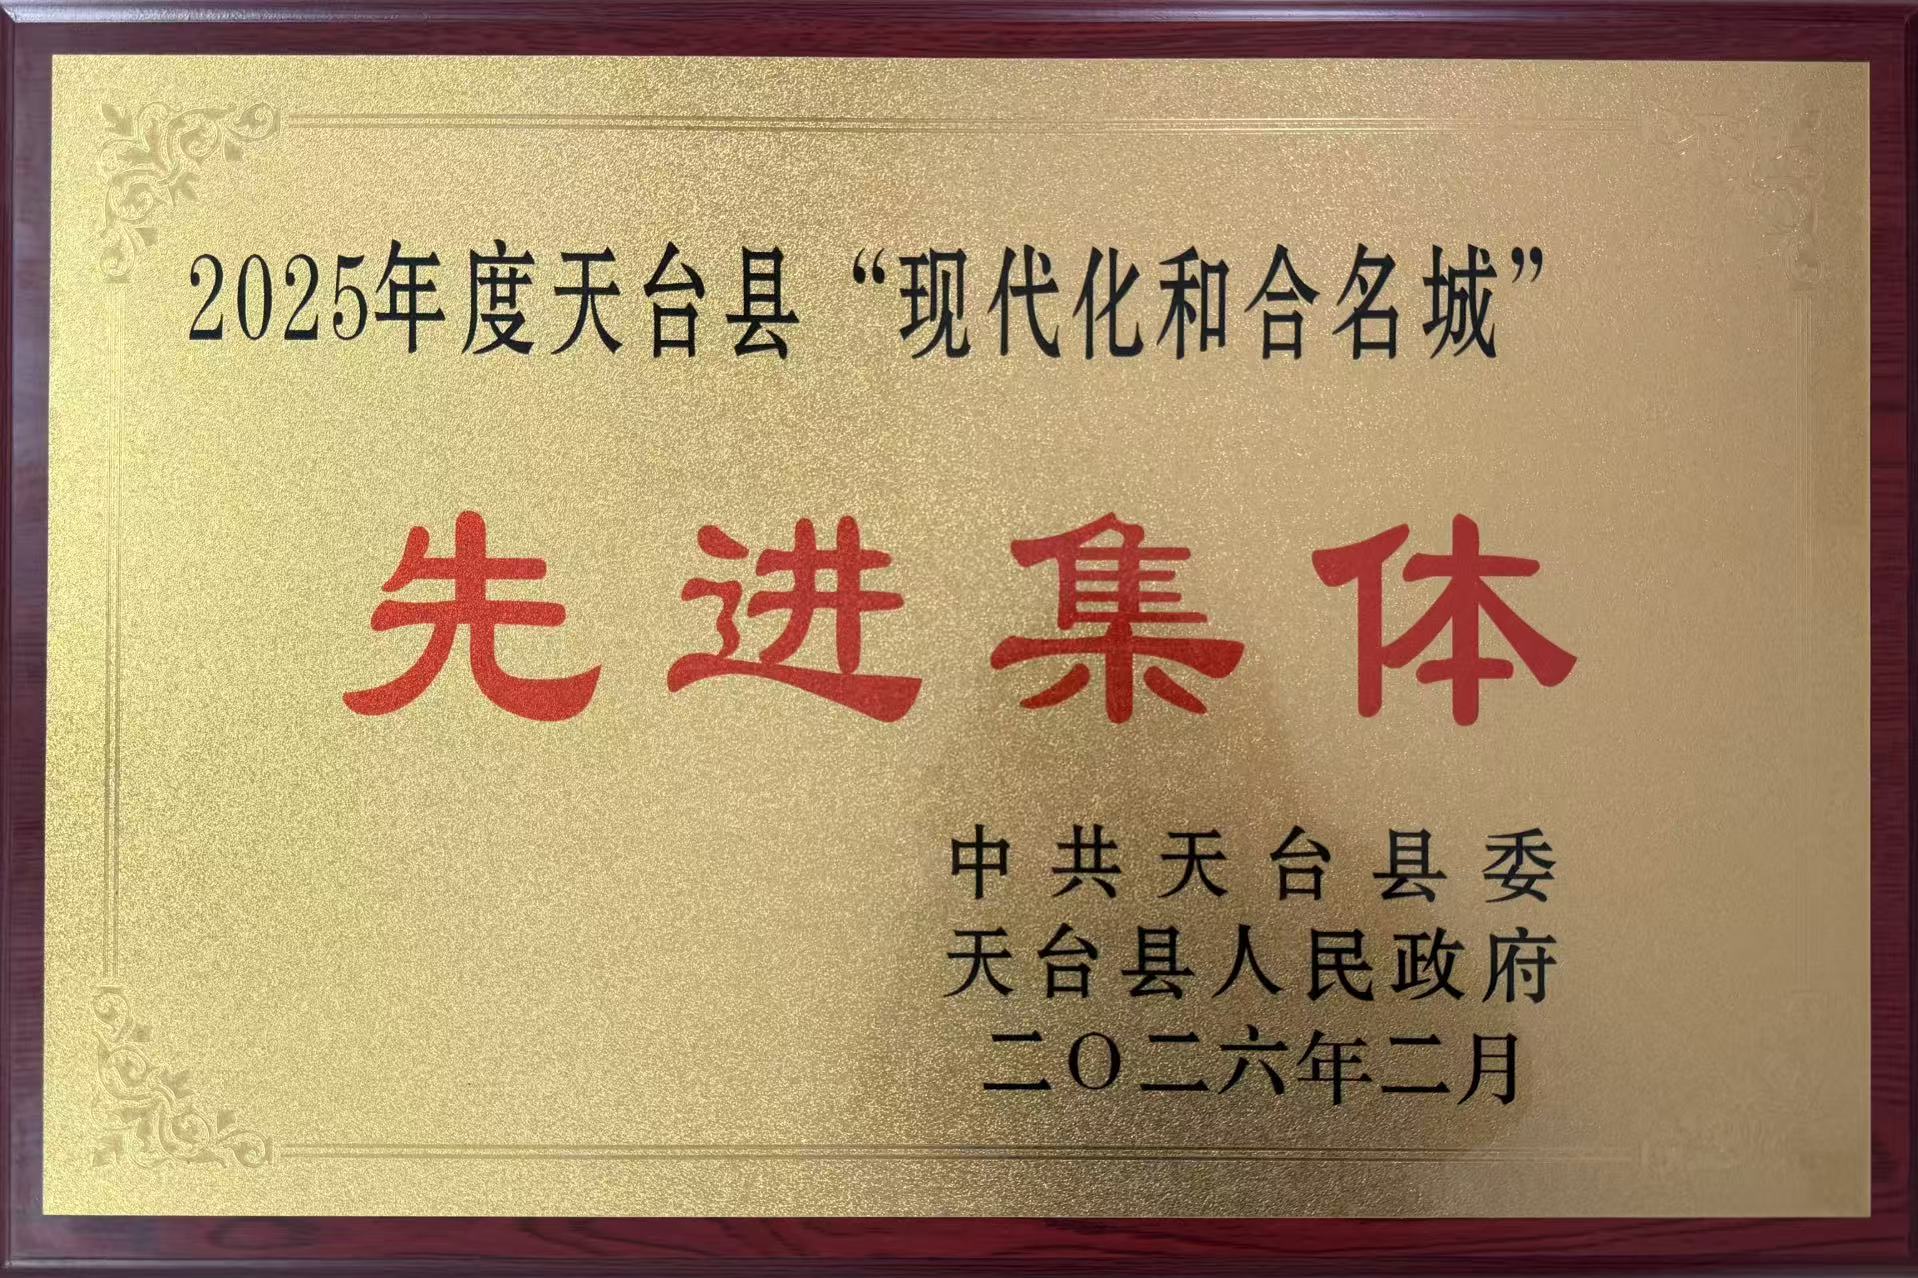 2025年度天台县“现代化和合名城”
先进集体
中共天台县委
天台县人民政府
二〇二六年二月